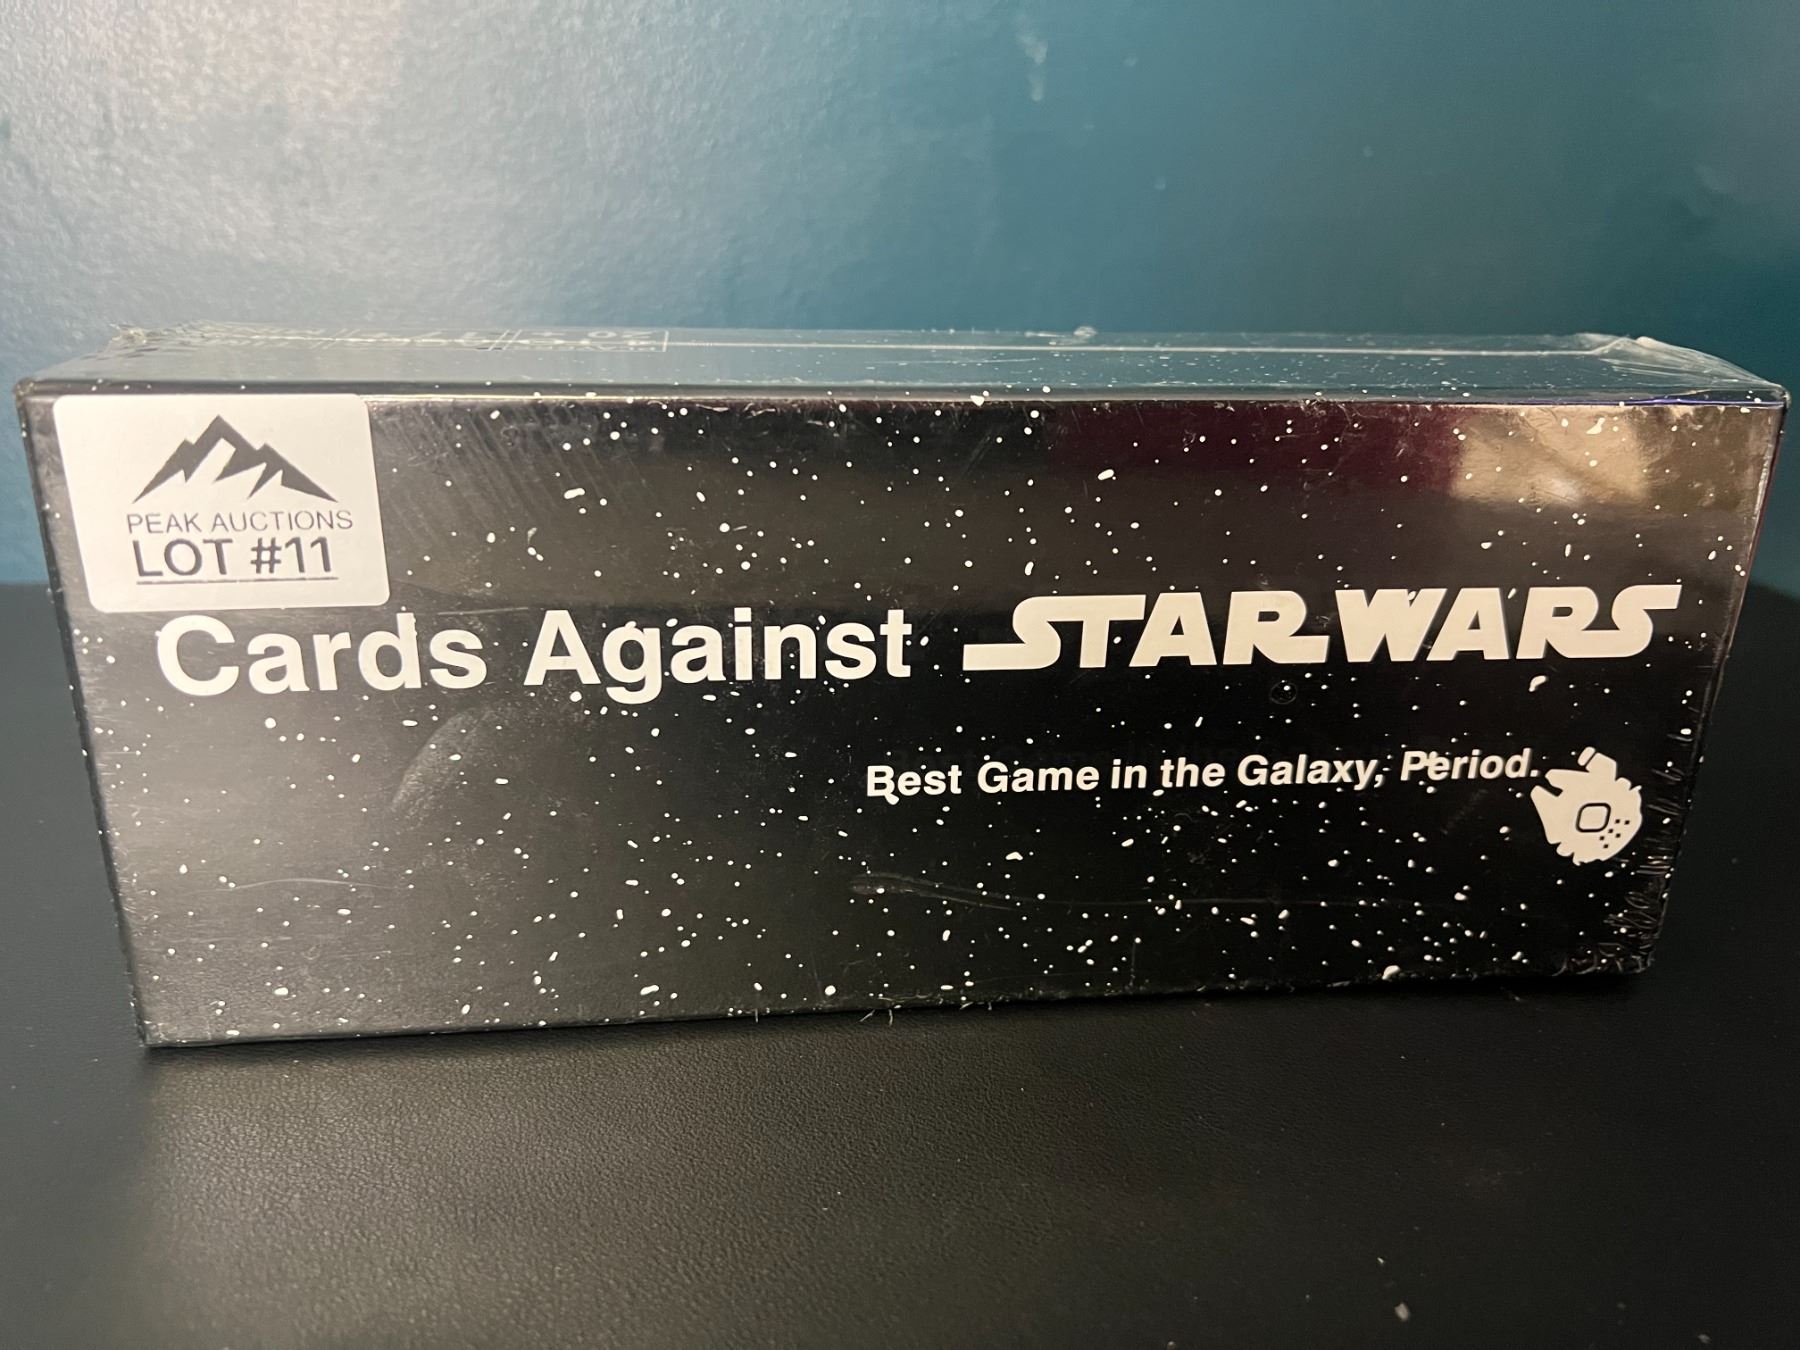 PEAK AUCTIONS
LOT #11
Cards Against STAR WARS
Best Game in the Galaxy, Period.